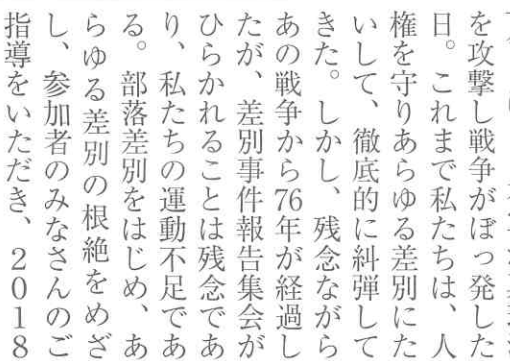 を攻撃し戦争がぼっ発した
日。これまで私たちは、人
権を守りあらゆる差別にた
いして、徹底的に糾弾して
きた。しかし、残念ながら
あの戦争から76年が経過し
たが、差別事件報告集会が
ひらかれることは残念であ
り、私たちの運動不足であ
る。部落差別をはじめ、あ
らゆる差別の根絶をめざ
し、参加者のみなさんのご
指導をいただき、2018